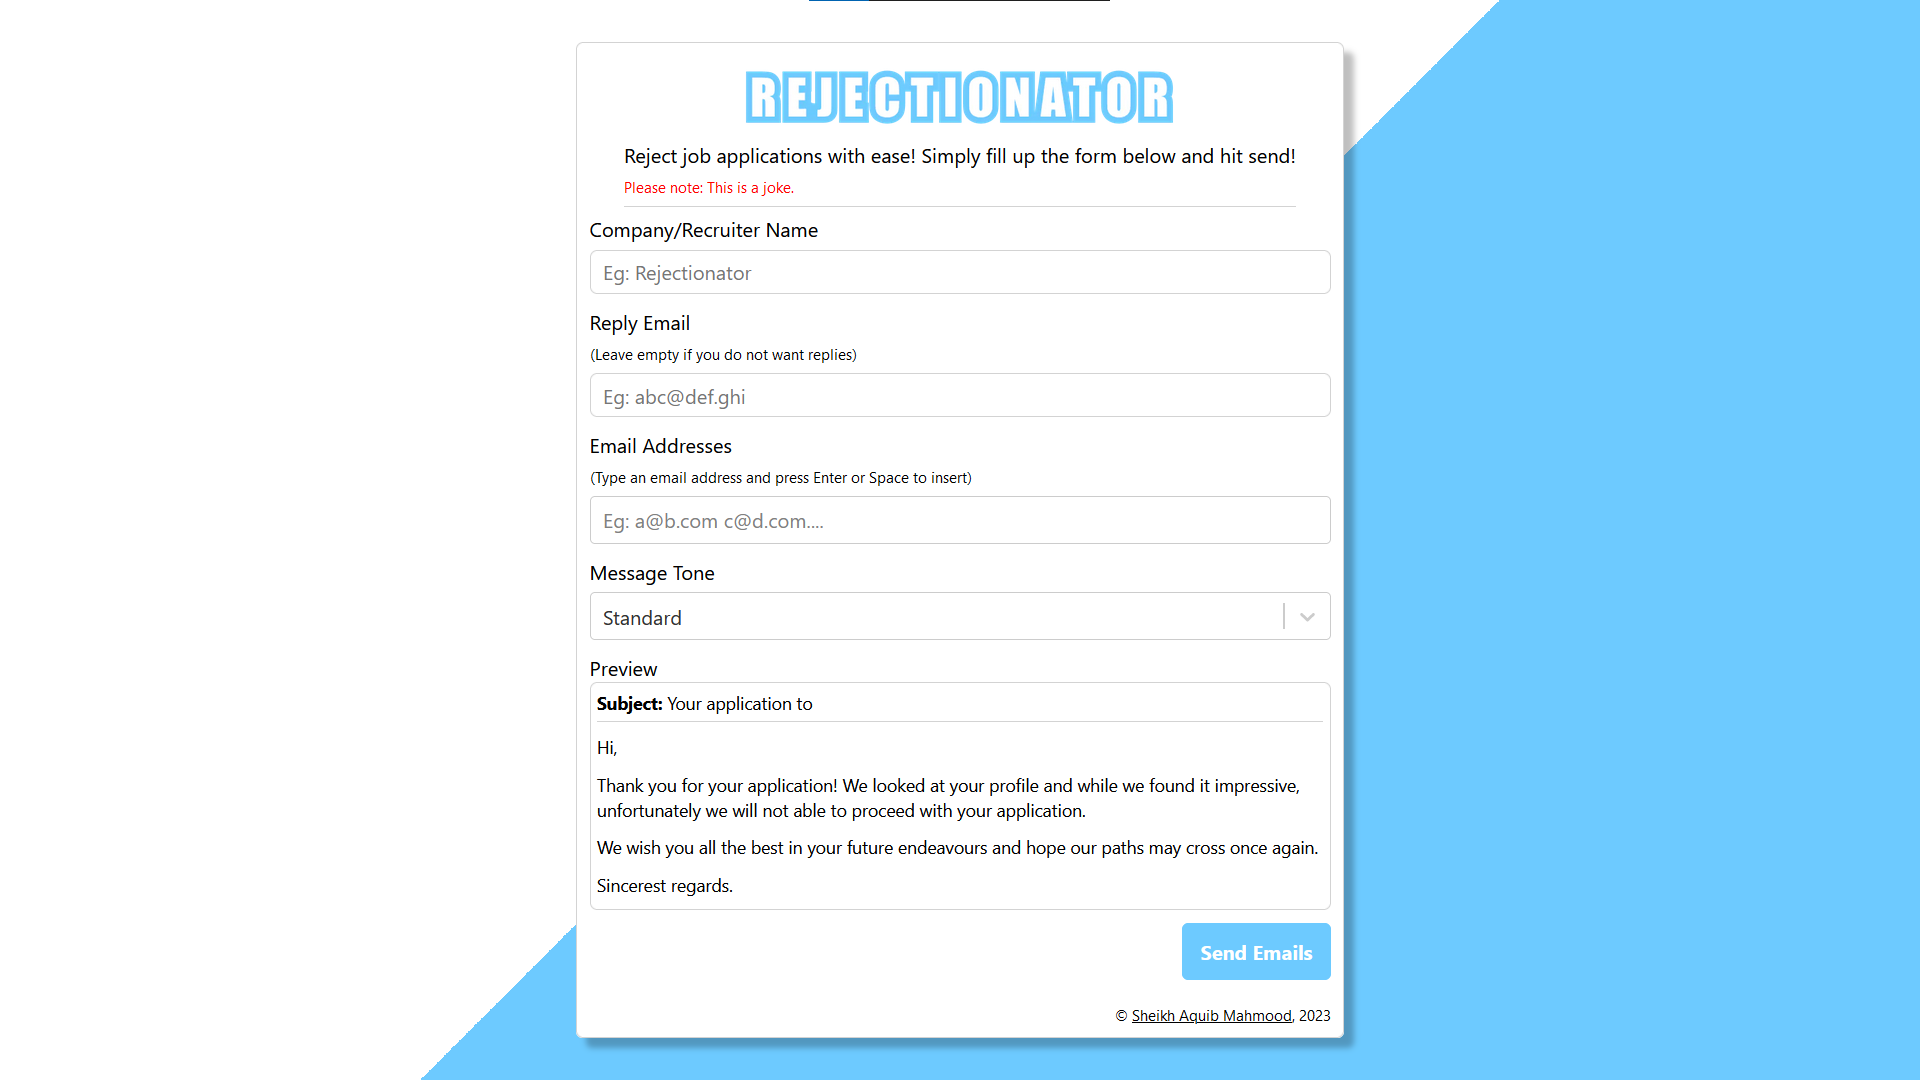 REJECTIONATOR
Reject job applications with ease! Simply fill up the form below and hit send!
Please note: This is a joke.
Company/Recruiter Name
Eg: Rejectionator
Reply Email
(Leave empty if you do not want replies)
Eg: abc@def.ghi
Email Addresses
(Type an email address and press Enter or Space to insert)
Eg: a@b.com c@d.com....
Message Tone
Standard
Preview
Subject: Your application to
Hi,
Thank you for your application! We looked at your profile and while we found it impressive,
unfortunately we will not able to proceed with your application.
We wish you all the best in your future endeavours and hope our paths may cross once again.
Sincerest regards.
Send Emails
© Sheikh Aquib Mahmood, 2023